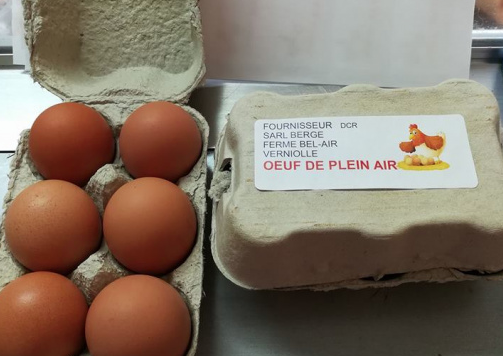 FOURNISSEUR DCR
SARL BERGE
FERME BEL-AIR
VERNIOLLE
OEUF DE PLEIN AIR